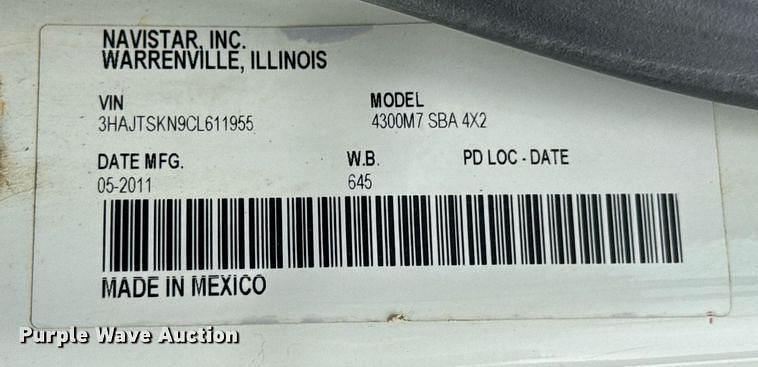 NAVISTAR, INC.
WARRENVILLE, ILLINOIS
VIN MODEL
3HAJTSKN9CL611955 4300M7 SBA 4X2
DATE MFG. W.B. PD LOC - DATE
05-2011 645
MADE IN MEXICO
Purple Wave Auction